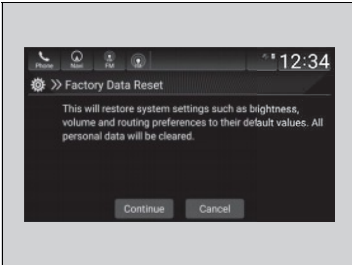 Phone Navi FM
12:34
Factory Data Reset
This will restore system settings such as brightness,
volume and routing preferences to their default values. All
personal data will be cleared.
Continue Cancel